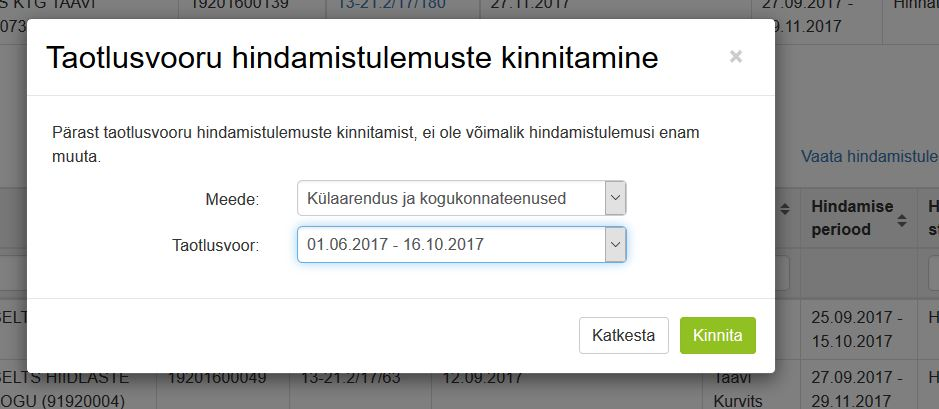 S KTG TAAVI 19201600139 13-21.2/17/180 27.11.2017 27.09.2017 -
29.11.2017
Taotlusvooru hindamistulemuste kinnitamine ×
Pärast taotlusvooru hindamistulemuste kinnitamist, ei ole võimalik hindamistulemusi enam
muuta.
Vaata hindamistule
Meede: Külaarendus ja kogukonnateenused
Taotlusvoor: 01.06.2017 - 16.10.2017
Hindamise
periood
Katkesta Kinnita
25.09.2017 -
15.10.2017
SELTS HIIDLASTE 19201600049 13-21.2/17/63 12.09.2017 Taavi 27.09.2017 -
OGU (91920004) Kurvits 29.11.2017